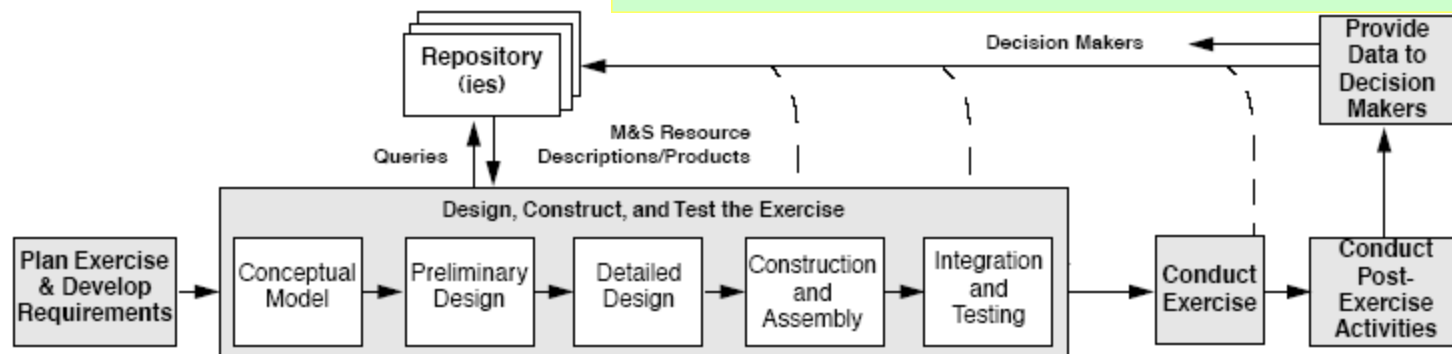 Repository
(ies)
Decision Makers
Provide
Data to
Decision
Makers
Queries
M&S Resource
Descriptions/Products
Design, Construct, and Test the Exercise
Plan Exercise
& Develop
Requirements
Conceptual
Model
Preliminary
Design
Detailed
Design
Construction
and
Assembly
Integration
and
Testing
Conduct
Exercise
Conduct
Post-
Exercise
Activities